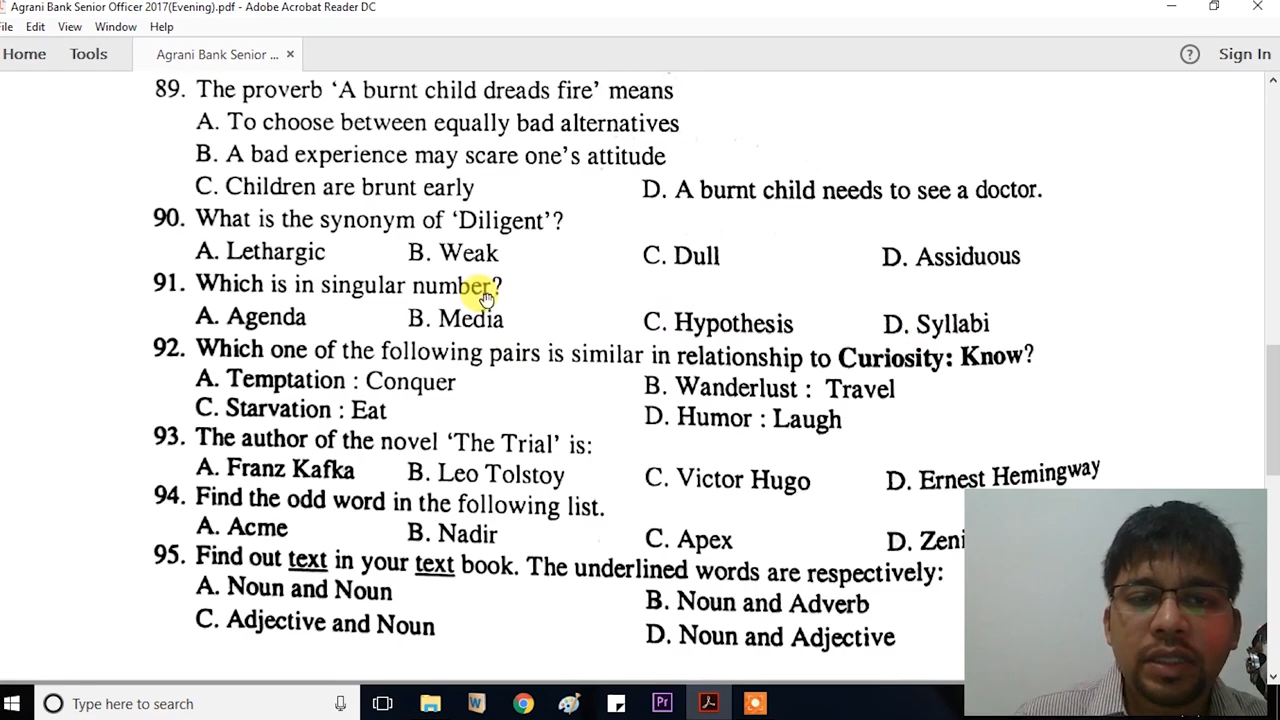 Agrani Bank Senior Officer 2017(Evening).pdf - Adobe Acrobat Reader DC
File Edit View Window Help
Home Tools Agrani Bank Senior ... × ? Sign In
89. The proverb ‘A burnt child dreads fire’ means
A. To choose between equally bad alternatives
B. A bad experience may scare one’s attitude
C. Children are brunt early D. A burnt child needs to see a doctor.
90. What is the synonym of ‘Diligent’?
A. Lethargic B. Weak C. Dull D. Assiduous
91. Which is in singular number?
A. Agenda B. Media C. Hypothesis D. Syllabi
92. Which one of the following pairs is similar in relationship to Curiosity: Know?
A. Temptation : Conquer B. Wanderlust : Travel
C. Starvation : Eat D. Humor : Laugh
93. The author of the novel ‘The Trial’ is:
A. Franz Kafka B. Leo Tolstoy C. Victor Hugo D. Ernest Hemingway
94. Find the odd word in the following list.
A. Acme B. Nadir C. Apex D. Zeni
95. Find out text in your text book. The underlined words are respectively:
A. Noun and Noun B. Noun and Adverb
C. Adjective and Noun D. Noun and Adjective
Type here to search W Pr